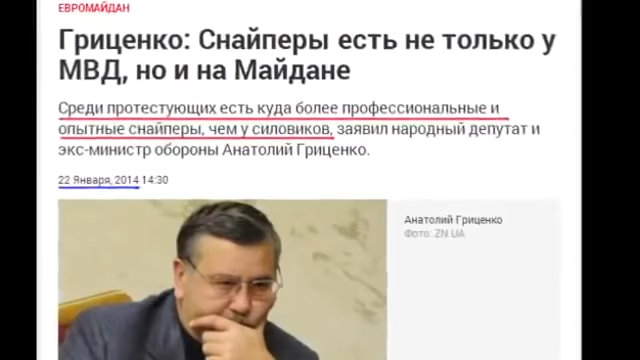 ЕВРОМАЙДАН
Гриценко: Снайперы есть не только у
МВД, но и на Майдане
Среди протестующих есть куда более профессиональные и
опытные снайперы, чем у силовиков, заявил народный депутат и
экс-министр обороны Анатолий Гриценко.
22 Января, 2014 14:30
Анатолий Гриценко
Фото: ZN.UA